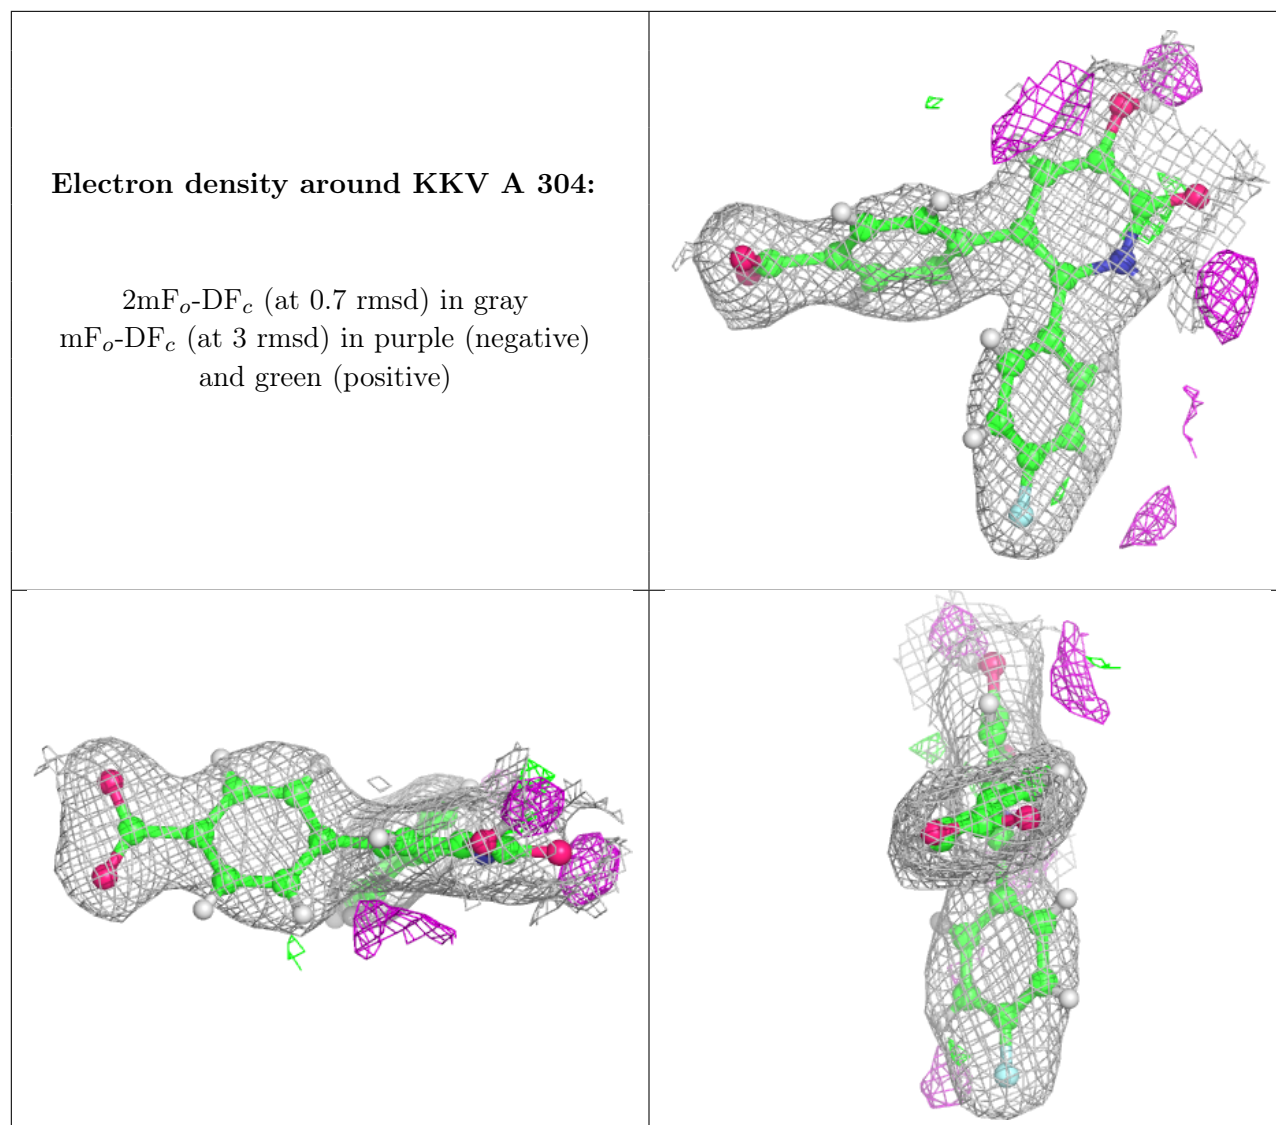 Electron density around KKV A 304:
2mFₒ-DF𝒸 (at 0.7 rmsd) in gray
mFₒ-DF𝒸 (at 3 rmsd) in purple (negative)
and green (positive)